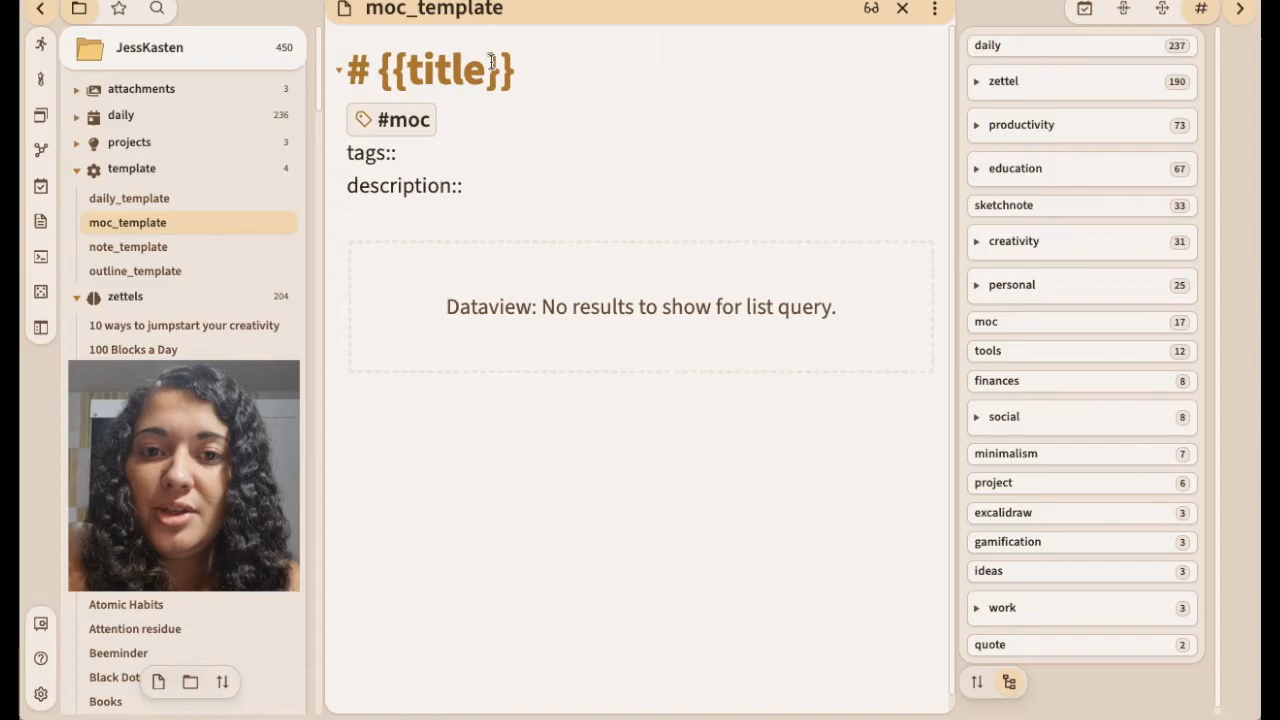 JessKasten 450
attachments 3
daily 236
projects 3
template 4
daily_template
moc_template
note_template
outline_template
zettels 204
10 ways to jumpstart your creativity
100 Blocks a Day
Atomic Habits
Attention residue
Beeminder
Black Dot
Books
moc_template
# {{title}}
#moc
tags::
description::
Dataview: No results to show for list query.
daily 237
zettel 190
productivity 73
education 67
sketchnote 33
creativity 31
personal 25
moc 17
tools 12
finances 8
social 8
minimalism 7
project 6
excalidraw 3
gamification 3
ideas 3
work 3
quote 2